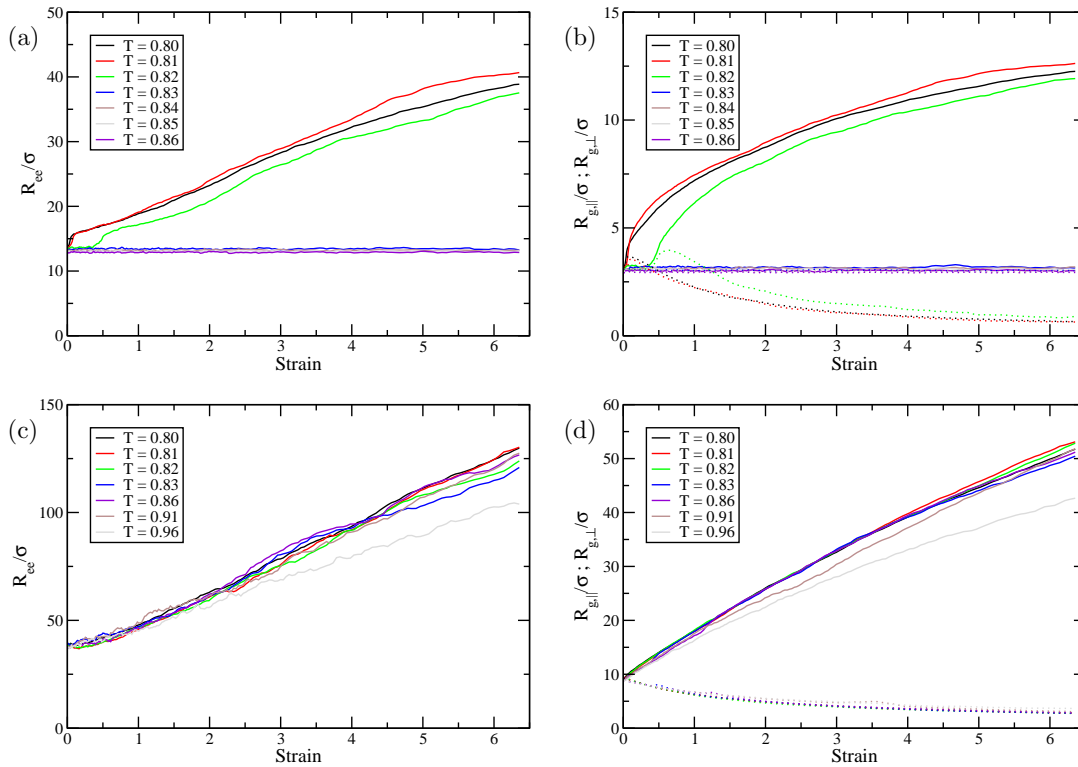 (a)
50
40
30
20
10
0
R_ee/σ
T = 0.80
T = 0.81
T = 0.82
T = 0.83
T = 0.84
T = 0.85
T = 0.86
0 1 2 3 4 5 6
Strain
(b)
15
10
5
0
R_g,||/σ ; R_g,⊥/σ
T = 0.80
T = 0.81
T = 0.82
T = 0.83
T = 0.84
T = 0.85
T = 0.86
0 1 2 3 4 5 6
Strain
(c)
150
100
50
0
R_ee/σ
T = 0.80
T = 0.81
T = 0.82
T = 0.83
T = 0.86
T = 0.91
T = 0.96
0 1 2 3 4 5 6
Strain
(d)
60
50
40
30
20
10
0
R_g,||/σ ; R_g,⊥/σ
T = 0.80
T = 0.81
T = 0.82
T = 0.83
T = 0.86
T = 0.91
T = 0.96
0 1 2 3 4 5 6
Strain